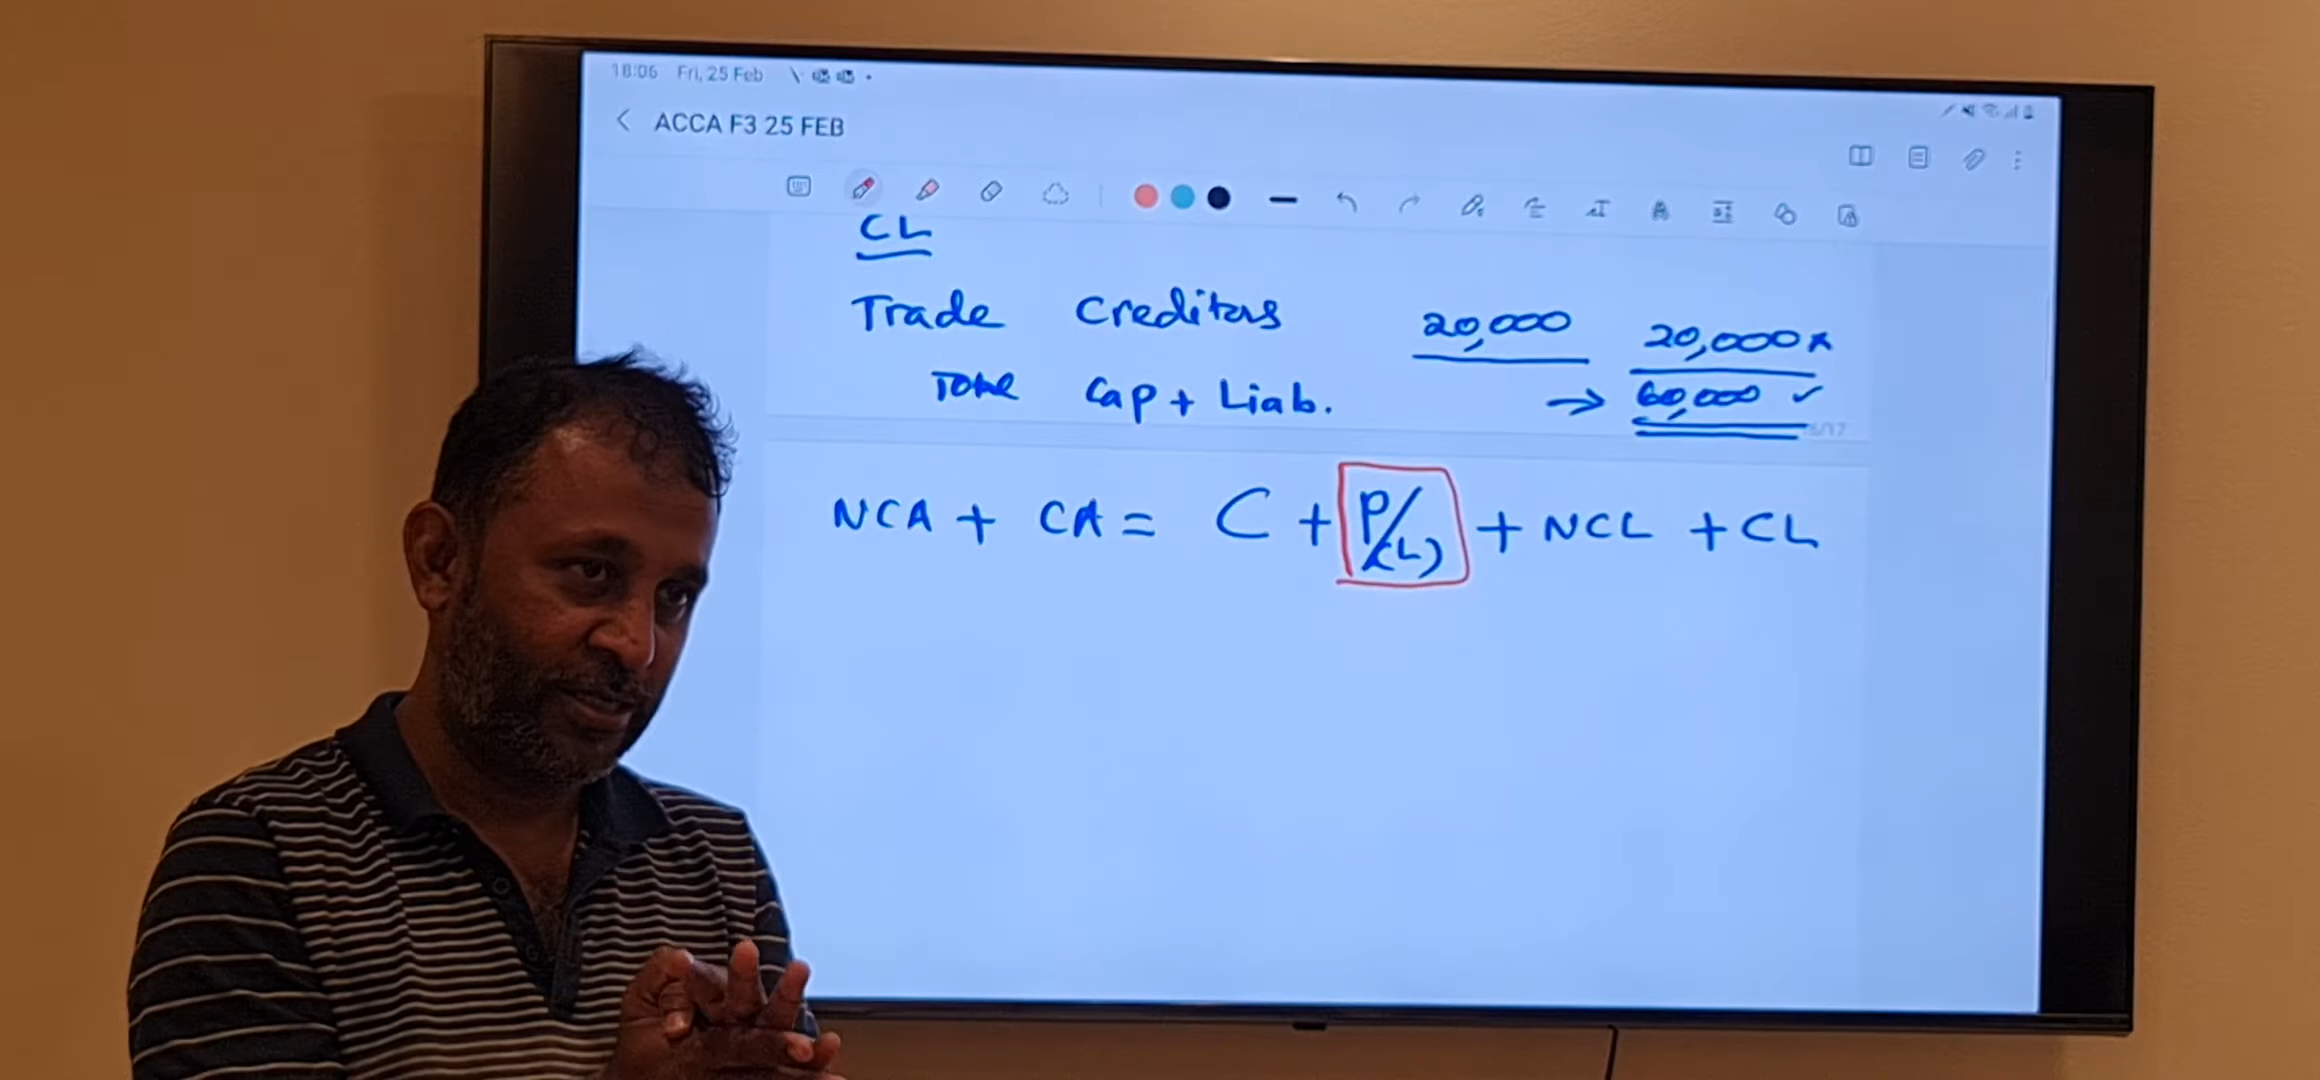 18:06 Fri, 25 Feb
ACCA F3 25 FEB
CL
Trade Creditors 20,000 20,000
Cap + Liab. → 60,000 ✓
NCA + CA = C + P/(L) + NCL + CL